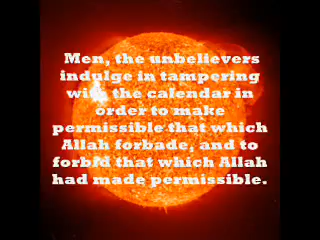 Men, the unbelievers
indulge in tampering
with the calendar in
order to make
permissible that which
Allah forbade, and to
forbid that which Allah
had made permissible.